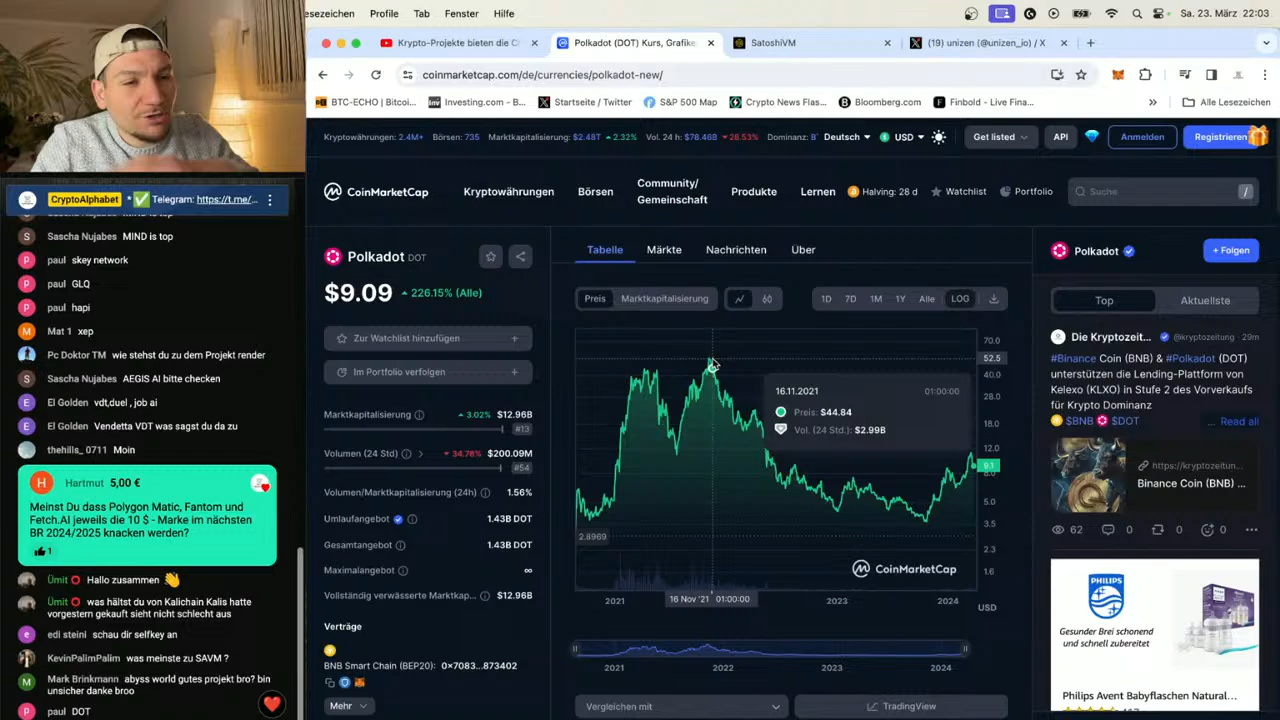 esezeichen Profile Tab Fenster Hilfe
Sa. 23. März 22:03
Krypto-Projekte bieten die C
Polkadot (DOT) Kurs, Grafike
SatoshiVM
(19) unizen (@unizen_io) / X
coinmarketcap.com/de/currencies/polkadot-new/
BTC-ECHO | Bitcoi...
Investing.com - B...
Startseite / Twitter
S&P 500 Map
Crypto News Flas...
Bloomberg.com
Finbold - Live Fina...
Alle Lesezeichen
Kryptowährungen: 2.4M+ Börsen: 735 Marktkapitalisierung: $2.48T 2.32% Vol. 24 h: $76.46B 28.53% Dominanz: B
Deutsch USD
Get listed
API
Anmelden
Registrieren
CoinMarketCap
Kryptowährungen
Börsen
Community/
Gemeinschaft
Produkte
Lernen
Halving: 28 d
Watchlist
Portfolio
Suche
/
CryptoAlphabet * Telegram: https://t.me/...
Sascha Nujabes MIND is top
paul skey network
paul GLQ
paul hapi
Mat 1 xep
Pc Doktor TM wie stehst du zu dem Projekt render
Sascha Nujabes AEGIS AI bitte checken
El Golden vdt,duel , job ai
El Golden Vendetta VDT was sagst du da zu
thehills_ 0711 Moin
H
Hartmut 5,00 €
Meinst Du dass Polygon Matic, Fantom und
Fetch.AI jeweils die 10 $ - Marke im nächsten
BR 2024/2025 knacken werden?
1
Ümit Hallo zusammen
Ümit was hältst du von Kalichain Kalis hatte
vorgestern gekauft sieht nicht schlecht aus
edi steini schau dir selfkey an
KevinPalimPalim was meinste zu SAVM ?
Mark Brinkmann abyss world gutes projekt bro? bin
unsicher danke broo
paul DOT
Polkadot DOT
$9.09 226.15% (Alle)
Zur Watchlist hinzufügen +
Im Portfolio verfolgen +
Marktkapitalisierung 3.02% $12.96B
#13
Volumen (24 Std) 34.78% $200.09M
#54
Volumen/Marktkapitalisierung (24h) 1.56%
Umlaufangebot 1.43B DOT
Gesamtangebot 1.43B DOT
Maximalangebot ∞
Vollständig verwässerte Marktkap... $12.96B
Verträge
BNB Smart Chain (BEP20): 0x7083...873402
Mehr
Tabelle
Märkte
Nachrichten
Über
Preis
Marktkapitalisierung
1D 7D 1M 1Y Alle LOG
70.0
52.5
40.0
28.0
18.0
12.0
9.1
8.0
5.0
3.5
2.3
1.6
16.11.2021 01:00:00
Preis: $44.84
Vol. (24 Std.): $2.99B
2.8969
CoinMarketCap
2021
16 Nov '21 01:00:00
2023
2024
USD
2021 2022 2023 2024
Vergleichen mit
TradingView
Polkadot
+ Folgen
Top
Aktuellste
Die Kryptozeit... @kryptozeitung · 29m
#Binance Coin (BNB) & #Polkadot (DOT)
unterstützen die Lending-Plattform von
Kelexo (KLXO) in Stufe 2 des Vorverkaufs
für Krypto Dominanz
$BNB $DOT ... Read all
https://kryptozeitun...
Binance Coin (BNB) ...
62 0 0 0
PHILIPS
Gesunder Brei schonend
und schnell zubereitet
Philips Avent Babyflaschen Natural...